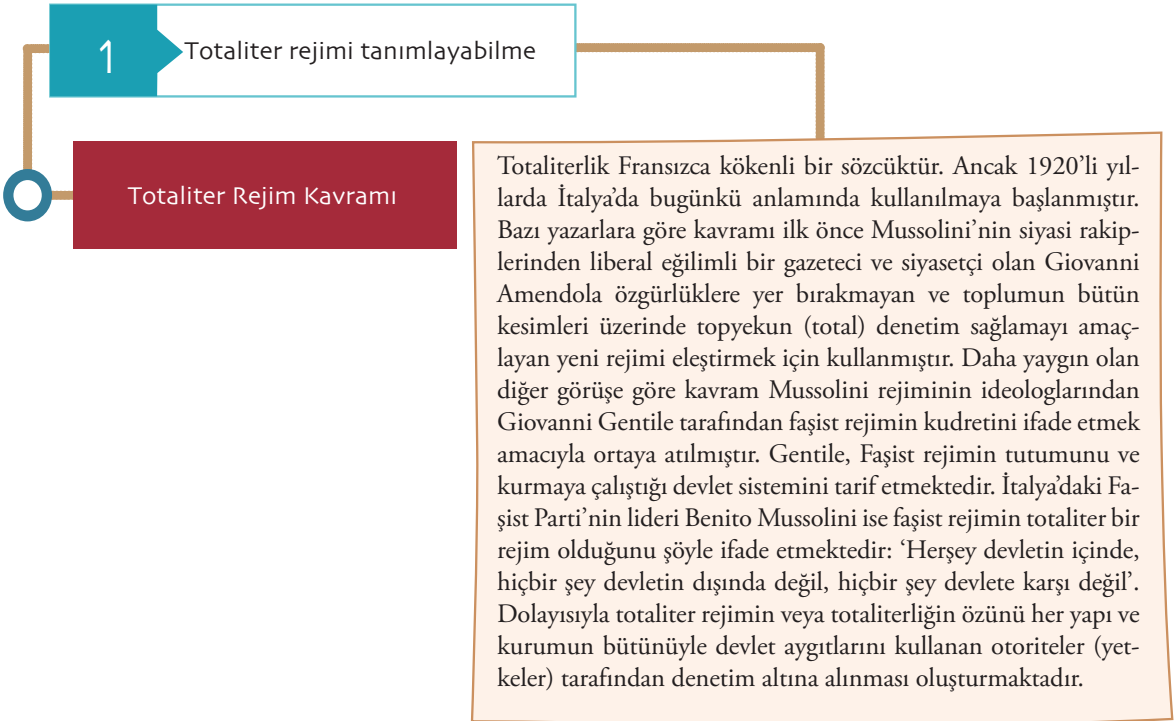 1
Totaliter rejimi tanımlayabilme
Totaliter Rejim Kavramı
Totaliterlik Fransızca kökenli bir sözcüktür. Ancak 1920’li yıl-
larda İtalya’da bugünkü anlamında kullanılmaya başlanmıştır.
Bazı yazarlara göre kavramı ilk önce Mussolini’nin siyasi rakip-
lerinden liberal eğilimli bir gazeteci ve siyasetçi olan Giovanni
Amendola özgürlüklere yer bırakmayan ve toplumun bütün
kesimleri üzerinde topyekun (total) denetim sağlamayı amaç-
layan yeni rejimi eleştirmek için kullanmıştır. Daha yaygın olan
diğer görüşe göre kavram Mussolini rejiminin ideologlarından
Giovanni Gentile tarafından faşist rejimin kudretini ifade etmek
amacıyla ortaya atılmıştır. Gentile, Faşist rejimin tutumunu ve
kurmaya çalıştığı devlet sistemini tarif etmektedir. İtalya’daki Fa-
şist Parti’nin lideri Benito Mussolini ise faşist rejimin totaliter bir
rejim olduğunu şöyle ifade etmektedir: ‘Herşey devletin içinde,
hiçbir şey devletin dışında değil, hiçbir şey devlete karşı değil’.
Dolayısıyla totaliter rejimin veya totaliterliğin özünü her yapı ve
kurumun bütünüyle devlet aygıtlarını kullanan otoriteler (yet-
keler) tarafından denetim altına alınması oluşturmaktadır.